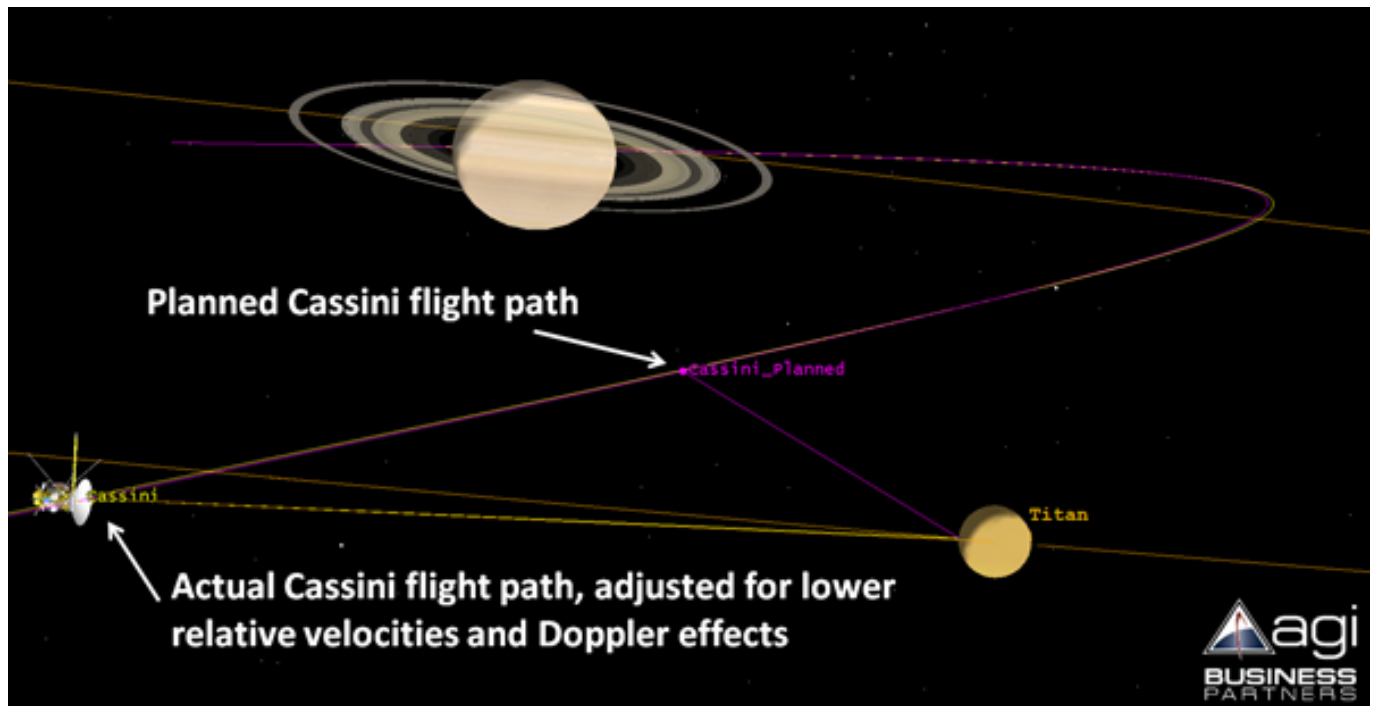 Planned Cassini flight path
Cassini_Planned
Cassini
Titan
Actual Cassini flight path, adjusted for lower
relative velocities and Doppler effects
agi
BUSINESS
PARTNERS